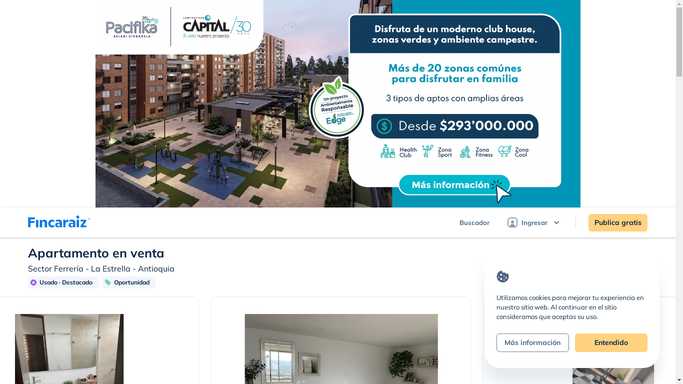 Pacifika
CAPITAL /30
Disfruta de un moderno club house,
zonas verdes y ambiente campestre.
Más de 20 zonas comúnes
para disfrutar en familia
3 tipos de aptos con amplias áreas
Un proyecto
Ambientalmente
Responsable
Edge
Desde $293'000.000
Health
Club
Zona
Sport
Zona
Fitness
Zona
Cool
Más información
Fincaraiz
Buscador
Ingresar
Publica gratis
Apartamento en venta
Sector Ferreria - La Estrella - Antioquia
Usado · Destacado
Oportunidad
Utilizamos cookies para mejorar tu experiencia en
nuestro sitio web. Al continuar en el sitio
consideramos que aceptas su uso.
Más información
Entendido